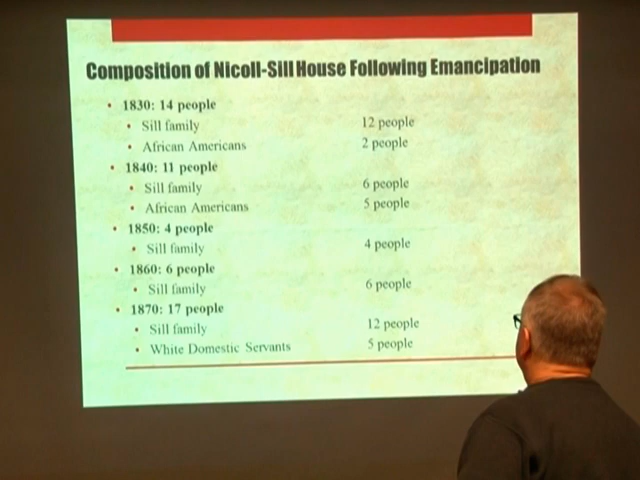 Composition of Nicoll-Sill House Following Emancipation
• 1830: 14 people
• Sill family 12 people
• African Americans 2 people
• 1840: 11 people
• Sill family 6 people
• African Americans 5 people
• 1850: 4 people
• Sill family 4 people
• 1860: 6 people
• Sill family 6 people
• 1870: 17 people
• Sill family 12 people
• White Domestic Servants 5 people